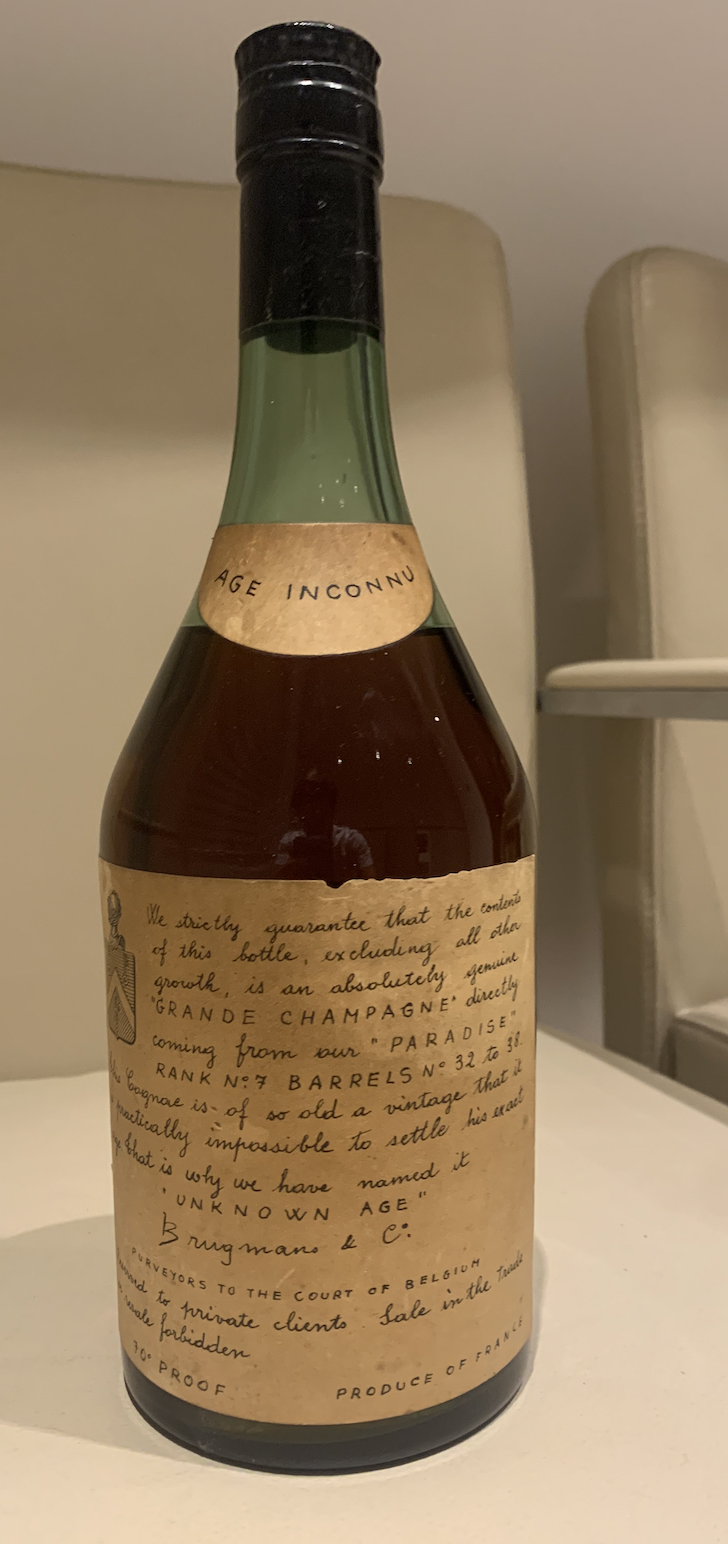 AGE INCONNU
We strictly guarantee that the contents
of this bottle, excluding all other
growth, is an absolutely genuine
"GRANDE CHAMPAGNE" directly
coming from our "PARADISE"
RANK No. 7 BARRELS No 32 to 38.
this Cognac is of so old a vintage that it
practically impossible to settle his exact
that is why we have named it
"UNKNOWN AGE"
Brugmans & Co.
PURVEYORS TO THE COURT OF BELGIUM
to private clients. Sale in the trade
forbidden
70° PROOF
PRODUCE OF FRANCE